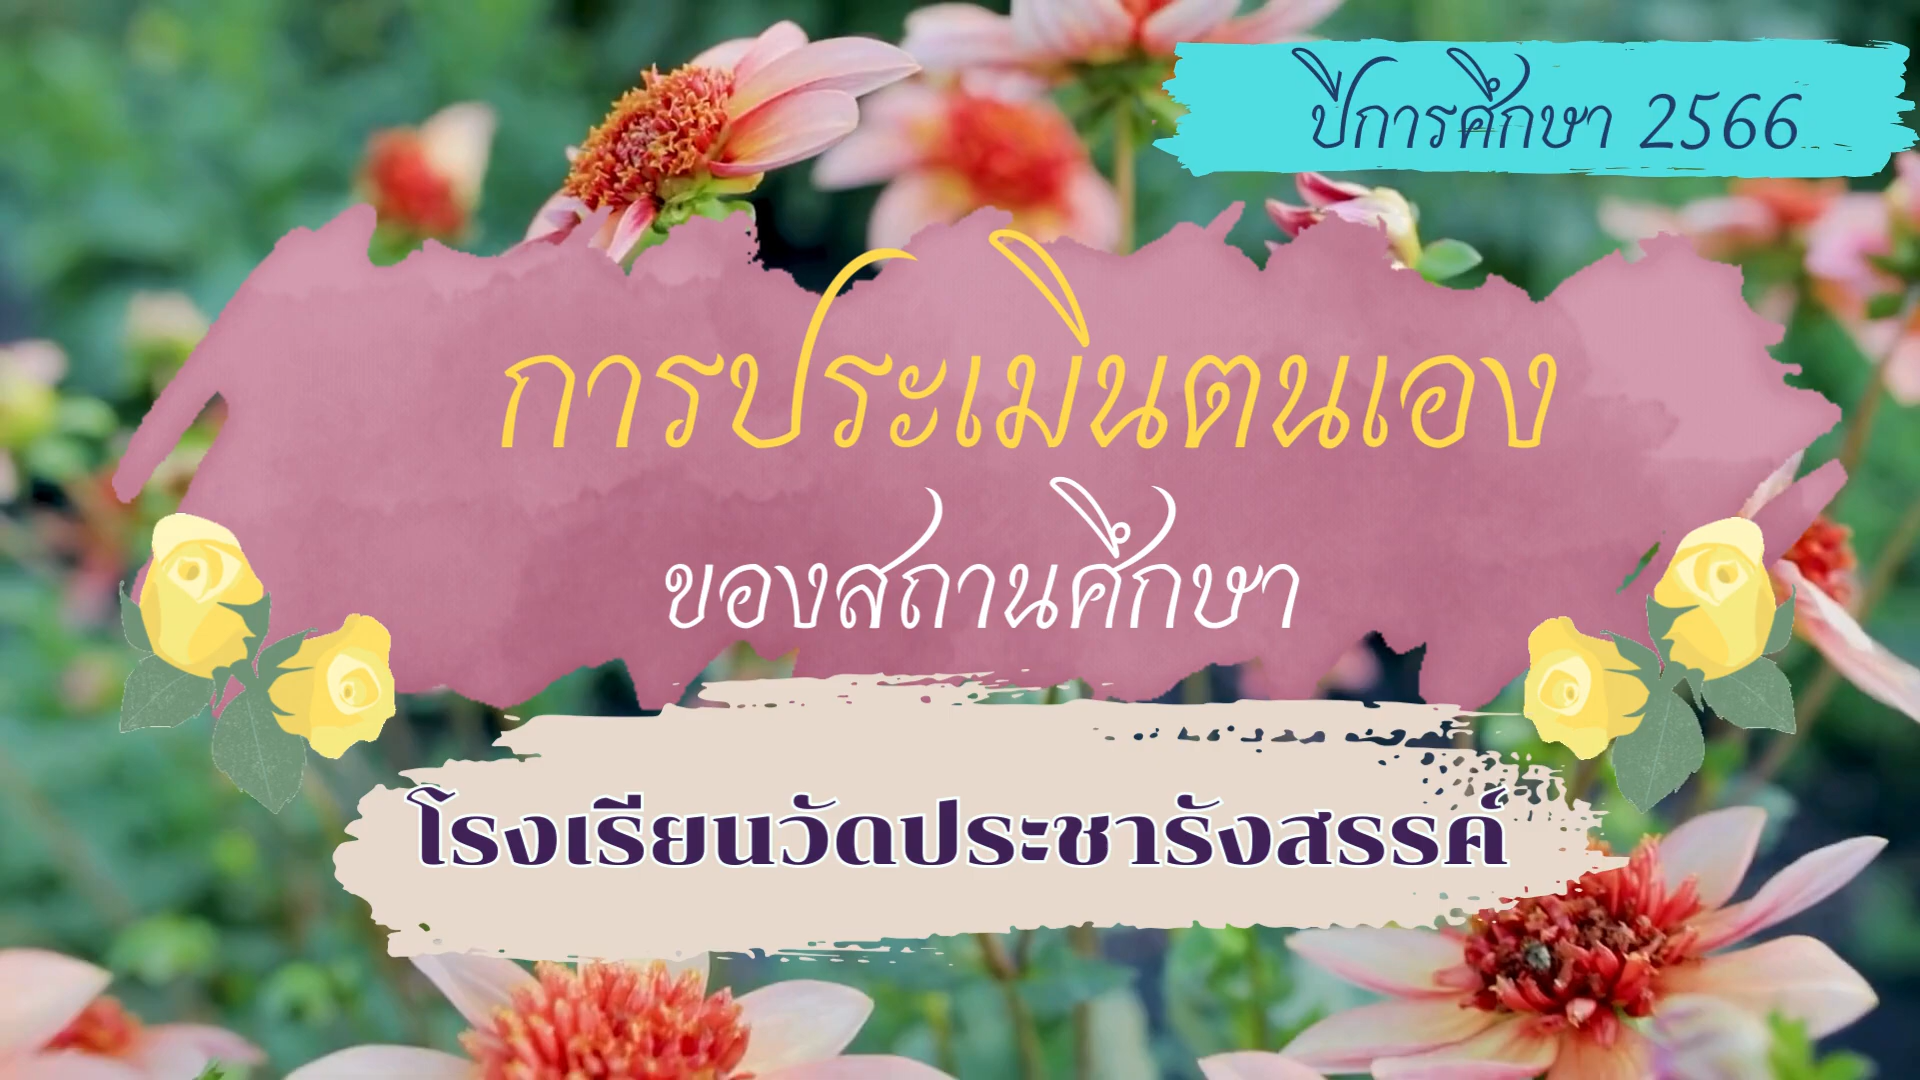 ปีการศึกษา 2566
การประเมินตนเอง
ของสถานศึกษา
โรงเรียนวัดประชารังสรรค์